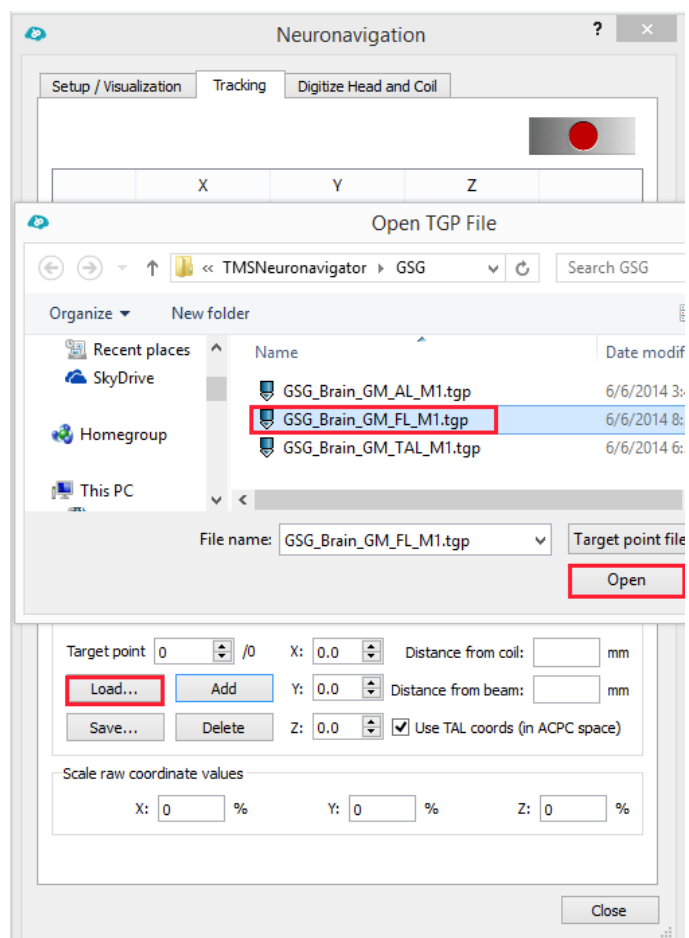 Neuronavigation ?
Setup / Visualization Tracking Digitize Head and Coil
X Y Z
Open TGP File
« TMSNeuronavigator GSG Search GSG
Organize New folder
Recent places Name Date modif
SkyDrive GSG_Brain_GM_AL_M1.tgp 6/6/2014 3:
GSG_Brain_GM_FL_M1.tgp 6/6/2014 8:
Homegroup GSG_Brain_GM_TAL_M1.tgp 6/6/2014 6:
This PC
File name: GSG_Brain_GM_FL_M1.tgp Target point file
Open
Target point 0 /0 X: 0.0 Distance from coil: mm
Load... Add Y: 0.0 Distance from beam: mm
Save... Delete Z: 0.0 Use TAL coords (in ACPC space)
Scale raw coordinate values
X: 0 % Y: 0 % Z: 0 %
Close